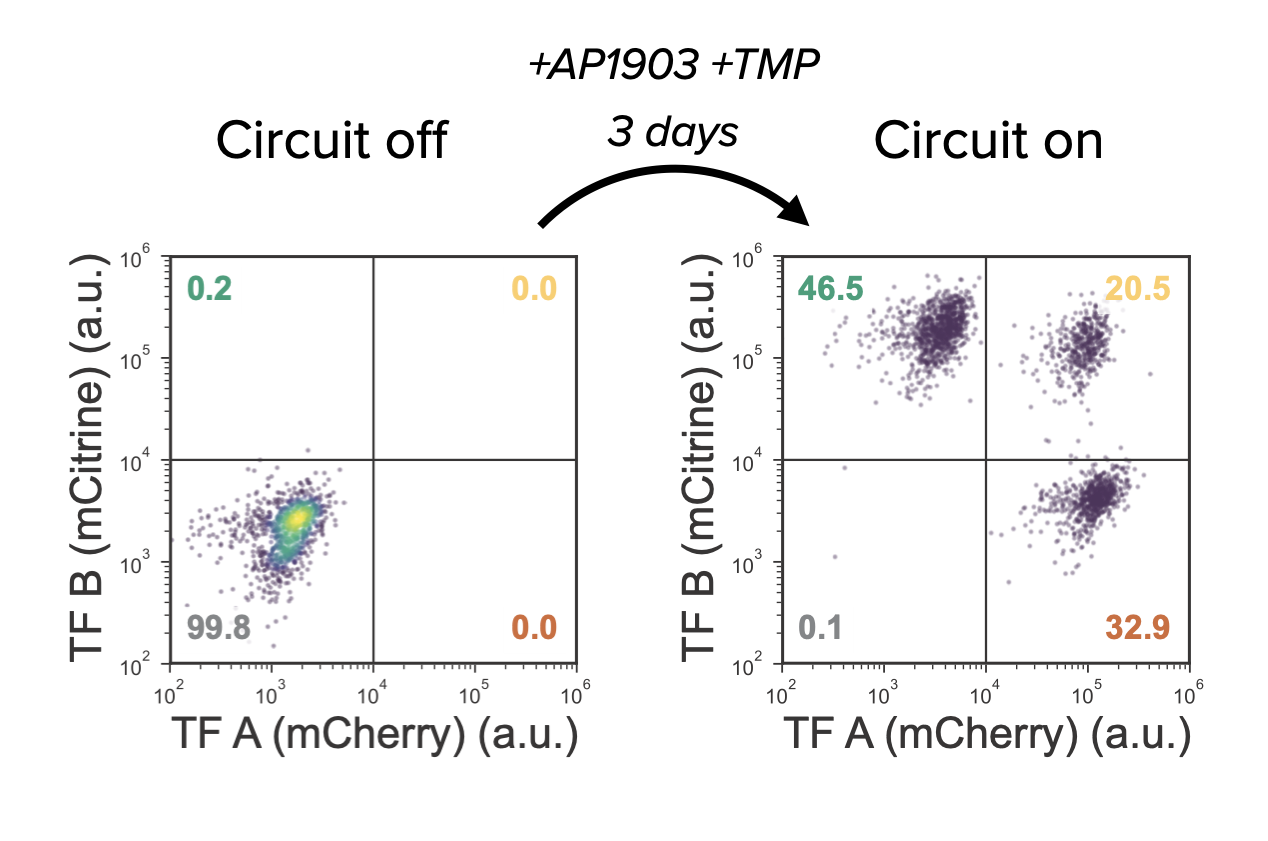 +AP1903 +TMP
3 days
Circuit off
Circuit on
TF B (mCitrine) (a.u.)
10^6
10^5
10^4
10^3
10^2
0.2
0.0
99.8
0.0
10^2 10^3 10^4 10^5 10^6
TF A (mCherry) (a.u.)
TF B (mCitrine) (a.u.)
10^6
10^5
10^4
10^3
10^2
46.5
20.5
0.1
32.9
10^2 10^3 10^4 10^5 10^6
TF A (mCherry) (a.u.)